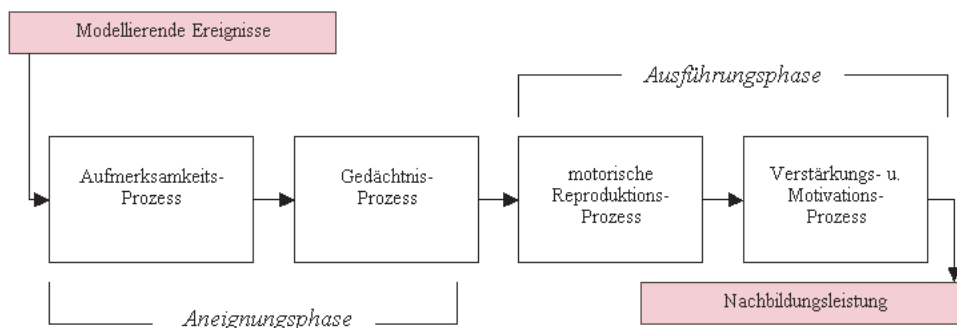 Modellierende Ereignisse
Ausführungsphase
Aufmerksamkeits-
Prozess
Gedächtnis-
Prozess
motorische
Reproduktions-
Prozess
Verstärkungs- u.
Motivations-
Prozess
Nachbildungsleistung
Aneignungsphase